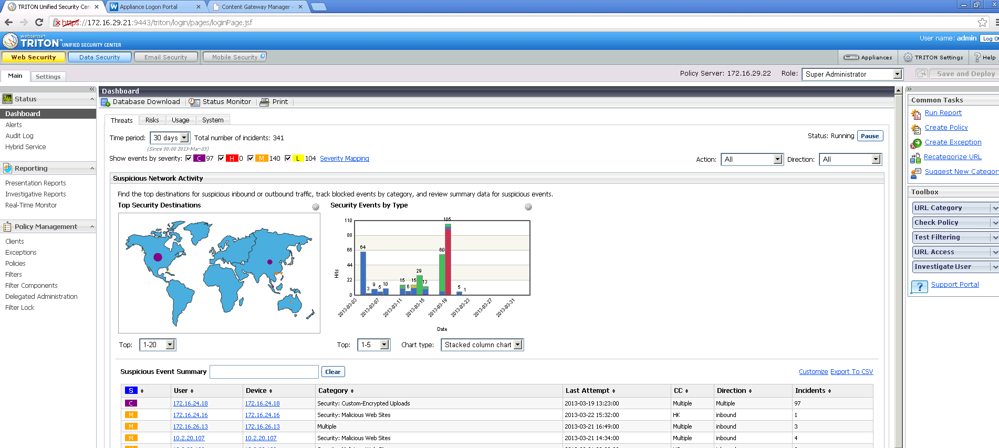 TRITON Unified Security Cen
Appliance Logon Portal
Content Gateway Manager -
https://172.16.29.21:9443/triton/login/pages/loginPage.jsf
websense®
TRITON™ UNIFIED SECURITY CENTER
User name: admin
Log Of
Web Security
Data Security
Email Security
Mobile Security
Appliances
TRITON Settings
Help
Main
Settings
Policy Server: 172.16.29.22
Role:
Super Administrator
Save and Deploy
Status
Dashboard
Alerts
Audit Log
Hybrid Service
Reporting
Presentation Reports
Investigative Reports
Real-Time Monitor
Policy Management
Clients
Exceptions
Policies
Filters
Filter Components
Delegated Administration
Filter Lock
Dashboard
Database Download
Status Monitor
Print
Threats
Risks
Usage
System
Time period: 30 days Total number of incidents: 341
(Since 00:00 2013-Mar-03)
Status: Running Pause
Show events by severity: C 97 H 0 M 140 L 104 Severity Mapping
Action: All Direction: All
Suspicious Network Activity
Find the top destinations for suspicious inbound or outbound traffic, track blocked events by category, and review summary data for suspicious events.
Top Security Destinations
Top: 1-20
Security Events by Type
110
88
66
44
22
0
Hits
64
3
9
5
10
15
6
15
29
13
60
105
5
1
2013-03-03
2013-03-07
2013-03-11
2013-03-15
2013-03-19
2013-03-23
2013-03-27
2013-03-31
Date
Top: 1-5 Chart type: Stacked column chart
Suspicious Event Summary
Clear
Customize Export To CSV
S User Device Category Last Attempt CC Direction Incidents
C 172.16.24.18 172.16.24.18 Security: Custom-Encrypted Uploads 2013-03-19 13:23:00 Multiple Multiple 97
M 172.16.24.16 172.16.24.16 Security: Malicious Web Sites 2013-03-22 15:32:00 HK inbound 1
M 172.16.26.13 172.16.26.13 Multiple 2013-03-21 16:49:00 Multiple inbound 3
M 10.2.20.107 10.2.20.107 Security: Malicious Web Sites 2013-03-21 14:34:00 Multiple inbound 4
Common Tasks
Run Report
Create Policy
Create Exception
Recategorize URL
Suggest New Category
Toolbox
URL Category
Check Policy
Test Filtering
URL Access
Investigate User
Support Portal